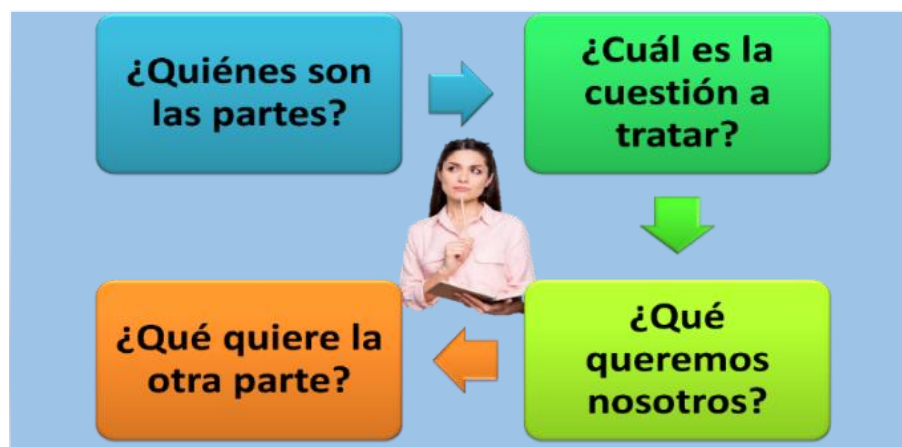 ¿Quiénes son
las partes?
¿Cuál es la
cuestión a
tratar?
¿Qué
queremos
nosotros?
¿Qué quiere la
otra parte?